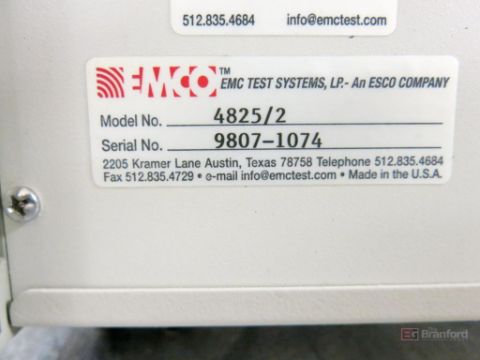 512.835.4684 info@emctest.com
EMCO™ EMC TEST SYSTEMS, L.P. - An ESCO COMPANY
Model No. 4825/2
Serial No. 9807-1074
2205 Kramer Lane Austin, Texas 78758 Telephone 512.835.4684
Fax 512.835.4729 • e-mail info@emctest.com • Made in the U.S.A.
EG Branford